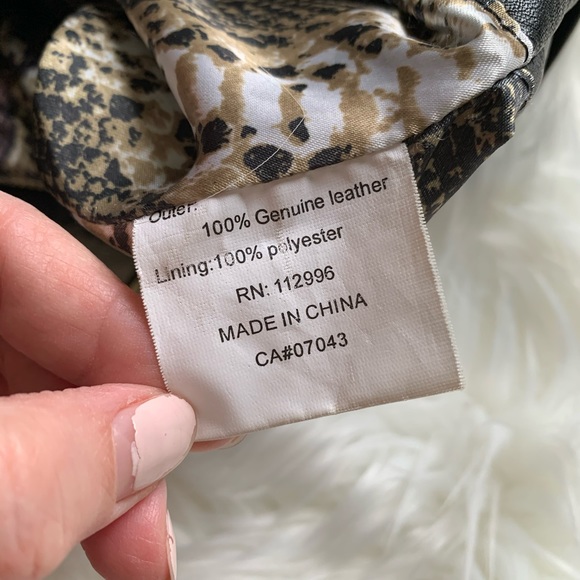 Outer:
100% Genuine leather
Lining:100% polyester
RN: 112996
MADE IN CHINA
CA#07043